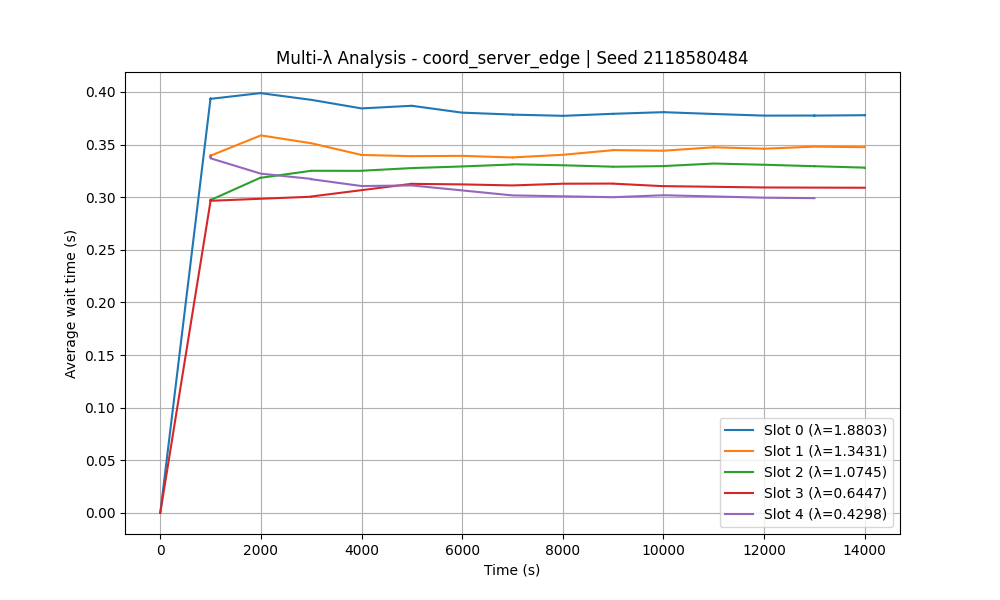 Multi-λ Analysis - coord_server_edge | Seed 2118580484
Average wait time (s)
0.40
0.35
0.30
0.25
0.20
0.15
0.10
0.05
0.00
Slot 0 (λ=1.8803)
Slot 1 (λ=1.3431)
Slot 2 (λ=1.0745)
Slot 3 (λ=0.6447)
Slot 4 (λ=0.4298)
0 2000 4000 6000 8000 10000 12000 14000
Time (s)